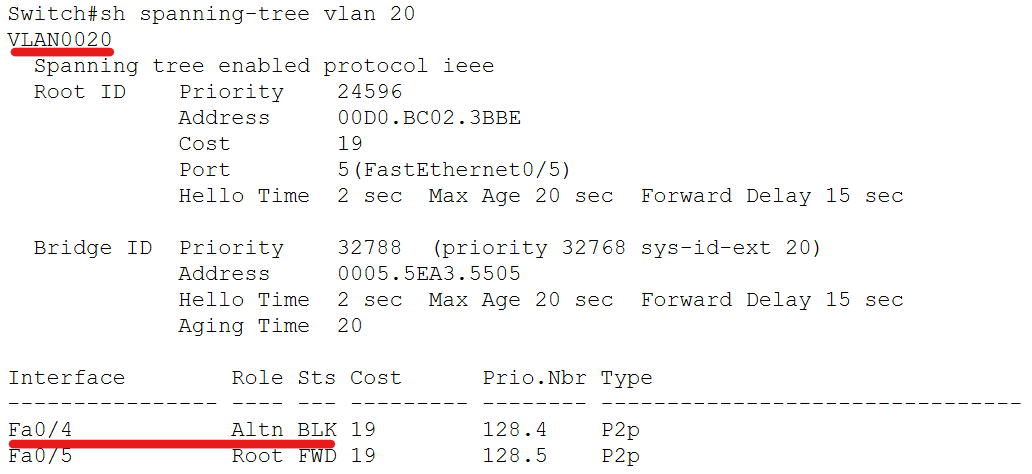 Switch#sh spanning-tree vlan 20
VLAN0020
Spanning tree enabled protocol ieee
Root ID Priority 24596
Address 00D0.BC02.3BBE
Cost 19
Port 5(FastEthernet0/5)
Hello Time 2 sec Max Age 20 sec Forward Delay 15 sec
Bridge ID Priority 32788 (priority 32768 sys-id-ext 20)
Address 0005.5EA3.5505
Hello Time 2 sec Max Age 20 sec Forward Delay 15 sec
Aging Time 20
Interface Role Sts Cost Prio.Nbr Type
---------------- ---- --- --------- -------- --------------------------------
Fa0/4 Altn BLK 19 128.4 P2p
Fa0/5 Root FWD 19 128.5 P2p